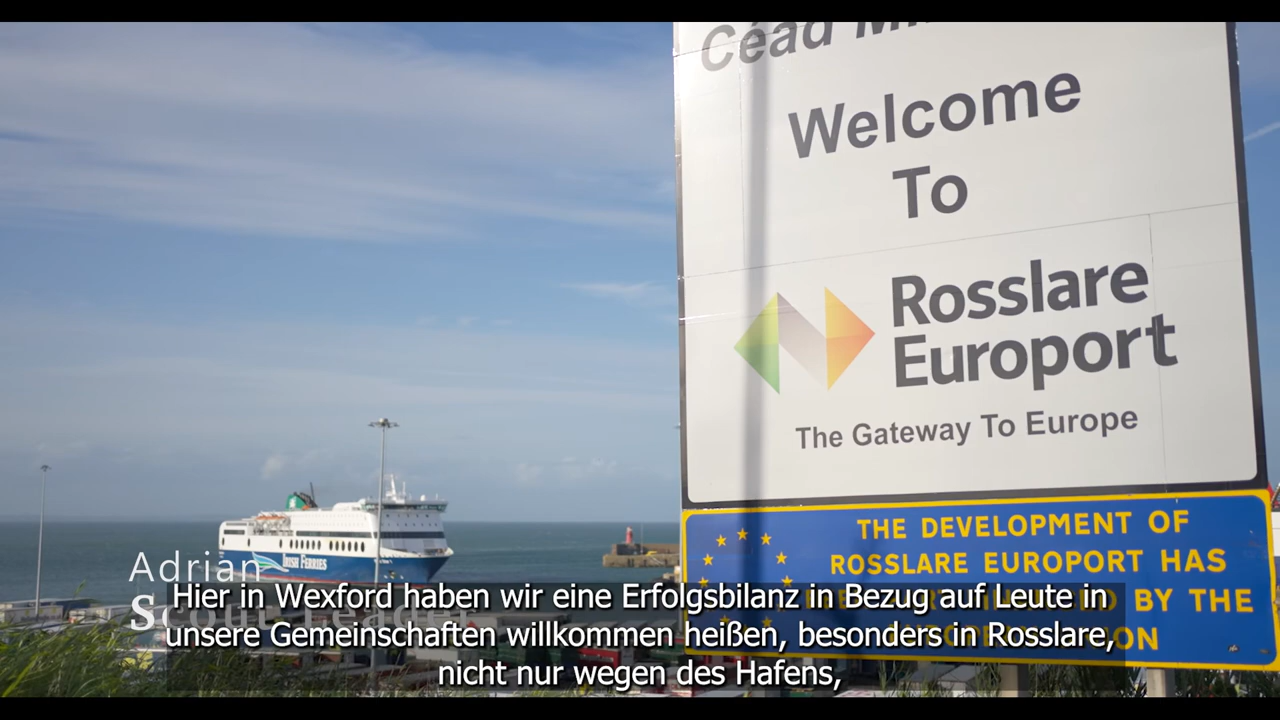 Céad
Welcome
To
Rosslare
Europort
The Gateway To Europe
THE DEVELOPMENT OF
ROSSLARE EUROPORT HAS
BY THE
IRISH FERRIES
Adrian
Hier in Wexford haben wir eine Erfolgsbilanz in Bezug auf Leute in
unsere Gemeinschaften willkommen heißen, besonders in Rosslare,
nicht nur wegen des Hafens,